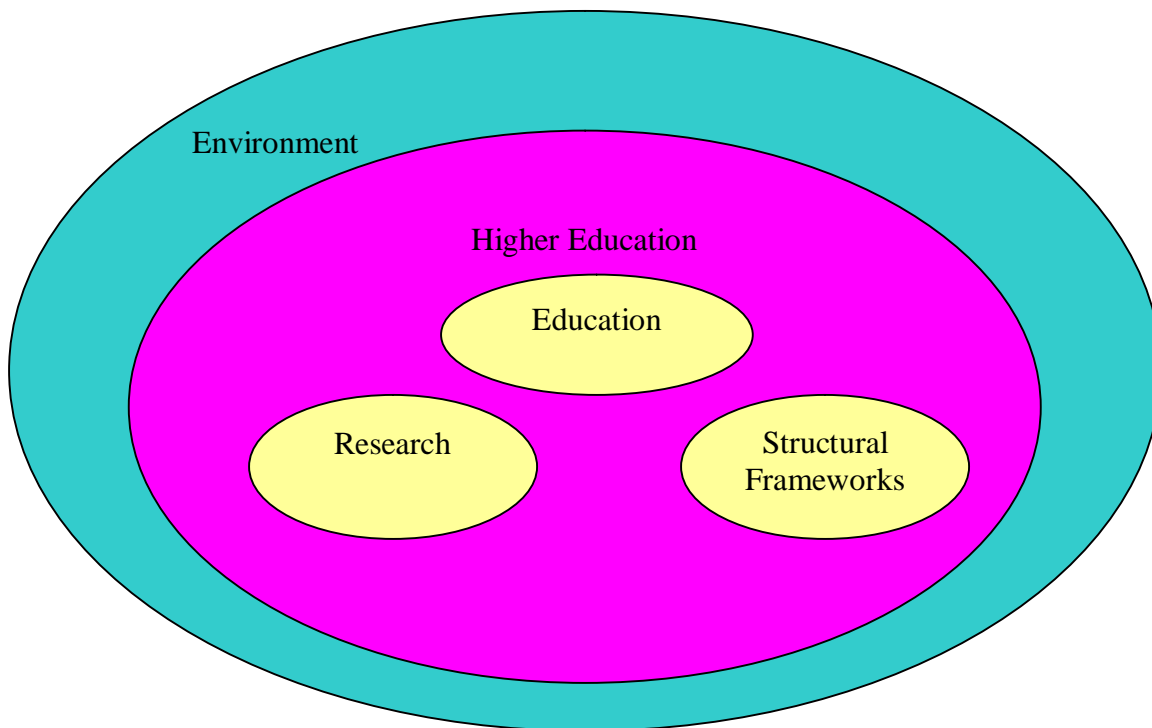 Environment
Higher Education
Education
Research
Structural
Frameworks